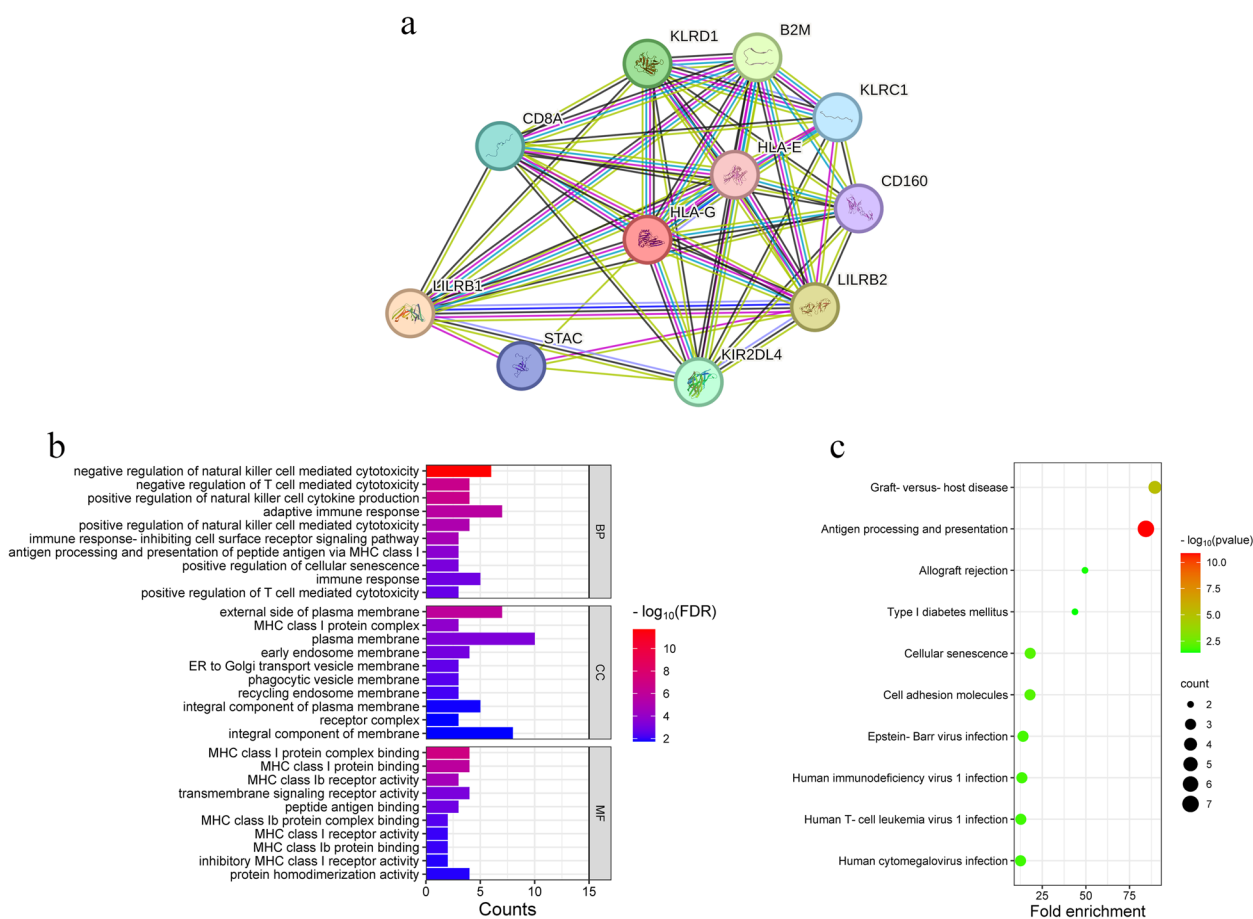 a
KLRD1
B2M
KLRC1
CD8A
HLA-E
CD160
HLA-G
LILRB1
LILRB2
STAC
KIR2DL4
b
negative regulation of natural killer cell mediated cytotoxicity
negative regulation of T cell mediated cytotoxicity
positive regulation of natural killer cell cytokine production
adaptive immune response
positive regulation of natural killer cell mediated cytotoxicity
immune response- inhibiting cell surface receptor signaling pathway
antigen processing and presentation of peptide antigen via MHC class I
positive regulation of cellular senescence
immune response
positive regulation of T cell mediated cytotoxicity
BP
external side of plasma membrane
MHC class I protein complex
plasma membrane
early endosome membrane
ER to Golgi transport vesicle membrane
phagocytic vesicle membrane
recycling endosome membrane
integral component of plasma membrane
receptor complex
integral component of membrane
CC
MHC class I protein complex binding
MHC class I protein binding
MHC class Ib receptor activity
transmembrane signaling receptor activity
peptide antigen binding
MHC class Ib protein complex binding
MHC class I receptor activity
MHC class Ib protein binding
inhibitory MHC class I receptor activity
protein homodimerization activity
MF
0 5 10 15
Counts
- log10(FDR)
10
8
6
4
2
c
Graft- versus- host disease
Antigen processing and presentation
Allograft rejection
Type I diabetes mellitus
Cellular senescence
Cell adhesion molecules
Epstein- Barr virus infection
Human immunodeficiency virus 1 infection
Human T- cell leukemia virus 1 infection
Human cytomegalovirus infection
25 50 75
Fold enrichment
- log10(pvalue)
10.0
7.5
5.0
2.5
count
2
3
4
5
6
7